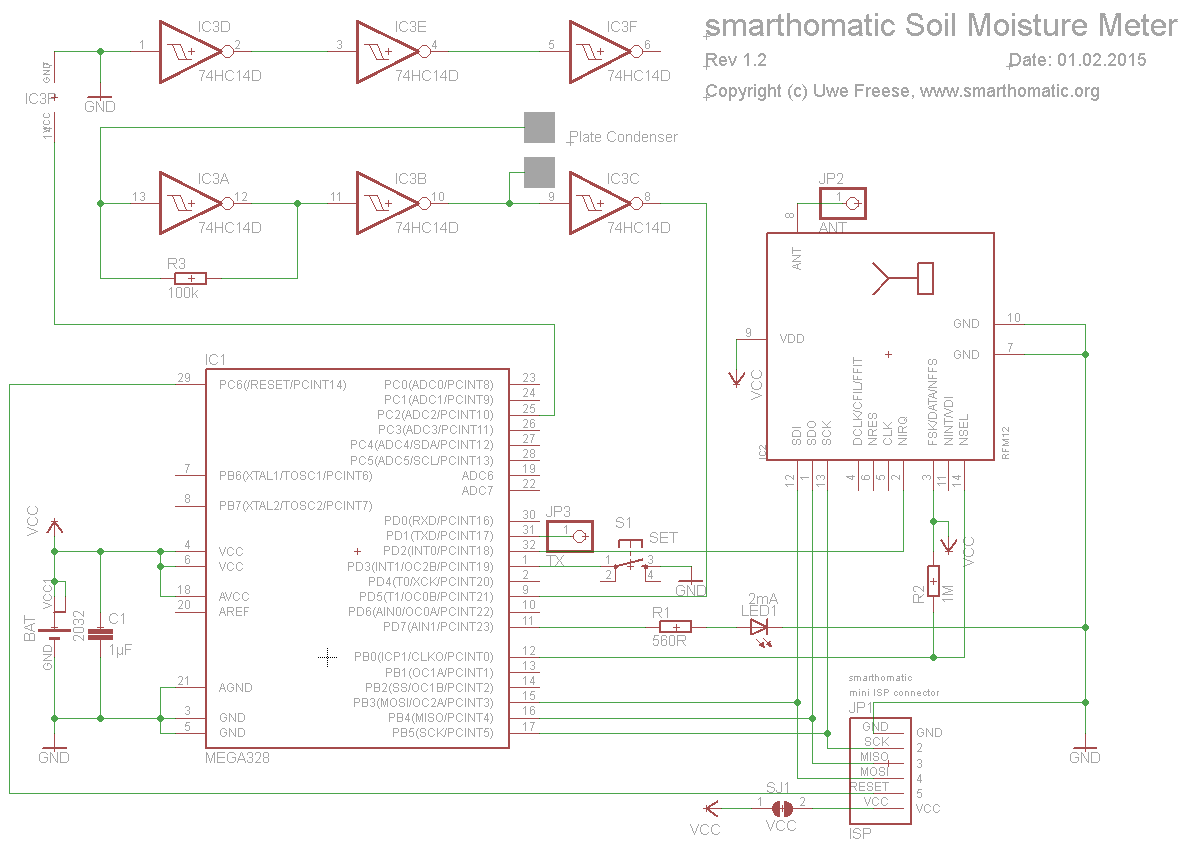 smarthomatic Soil Moisture Meter
Rev 1.2
Date: 01.02.2015
Copyright (c) Uwe Freese, www.smarthomatic.org
IC3D
1
2
74HC14D
IC3E
3
4
74HC14D
IC3F
5
6
74HC14D
GND
7
GND
IC3P
14
VCC
Plate Condenser
IC3A
13
12
74HC14D
IC3B
11
10
74HC14D
IC3C
9
8
74HC14D
R3
100k
JP2
1
ANT
8
ANT
9
VDD
VCC
GND
10
GND
7
SDI
SDO
SCK
DCLK/CFIL/FFIT
NRES
CLK
NIRQ
FSK/DATA/NFFS
NINT/VDI
NSEL
IC2
RFM12
12
1
13
4
6
5
2
3
11
14
IC1
29
PC6(/RESET/PCINT14)
PC0(ADC0/PCINT8)
23
PC1(ADC1/PCINT9)
24
PC2(ADC2/PCINT10)
25
PC3(ADC3/PCINT11)
26
PC4(ADC4/SDA/PCINT12)
27
PC5(ADC5/SCL/PCINT13)
28
7
PB6(XTAL1/TOSC1/PCINT6)
ADC6
19
ADC7
22
8
PB7(XTAL2/TOSC2/PCINT7)
PD0(RXD/PCINT16)
30
PD1(TXD/PCINT17)
31
PD2(INT0/PCINT18)
32
PD3(INT1/OC2B/PCINT19)
1
PD4(T0/XCK/PCINT20)
2
PD5(T1/OC0B/PCINT21)
9
PD6(AIN0/OC0A/PCINT22)
10
PD7(AIN1/PCINT23)
11
4
VCC
6
VCC
18
AVCC
20
AREF
PB0(ICP1/CLKO/PCINT0)
12
PB1(OC1A/PCINT1)
13
PB2(SS/OC1B/PCINT2)
14
PB3(MOSI/OC2A/PCINT3)
15
PB4(MISO/PCINT4)
16
PB5(SCK/PCINT5)
17
21
AGND
3
GND
5
GND
MEGA328
VCC
VCC1
BAT
2032
GND
C1
1µF
GND
JP3
1
TX
S1
SET
1
2
3
4
GND
R1
560R
2mA
LED1
R2
1M
VCC
smarthomatic
mini ISP connector
JP1
GND
GND
SCK
2
MISO
3
MOSI
4
RESET
5
VCC
VCC
ISP
GND
SJ1
1
2
VCC
VCC